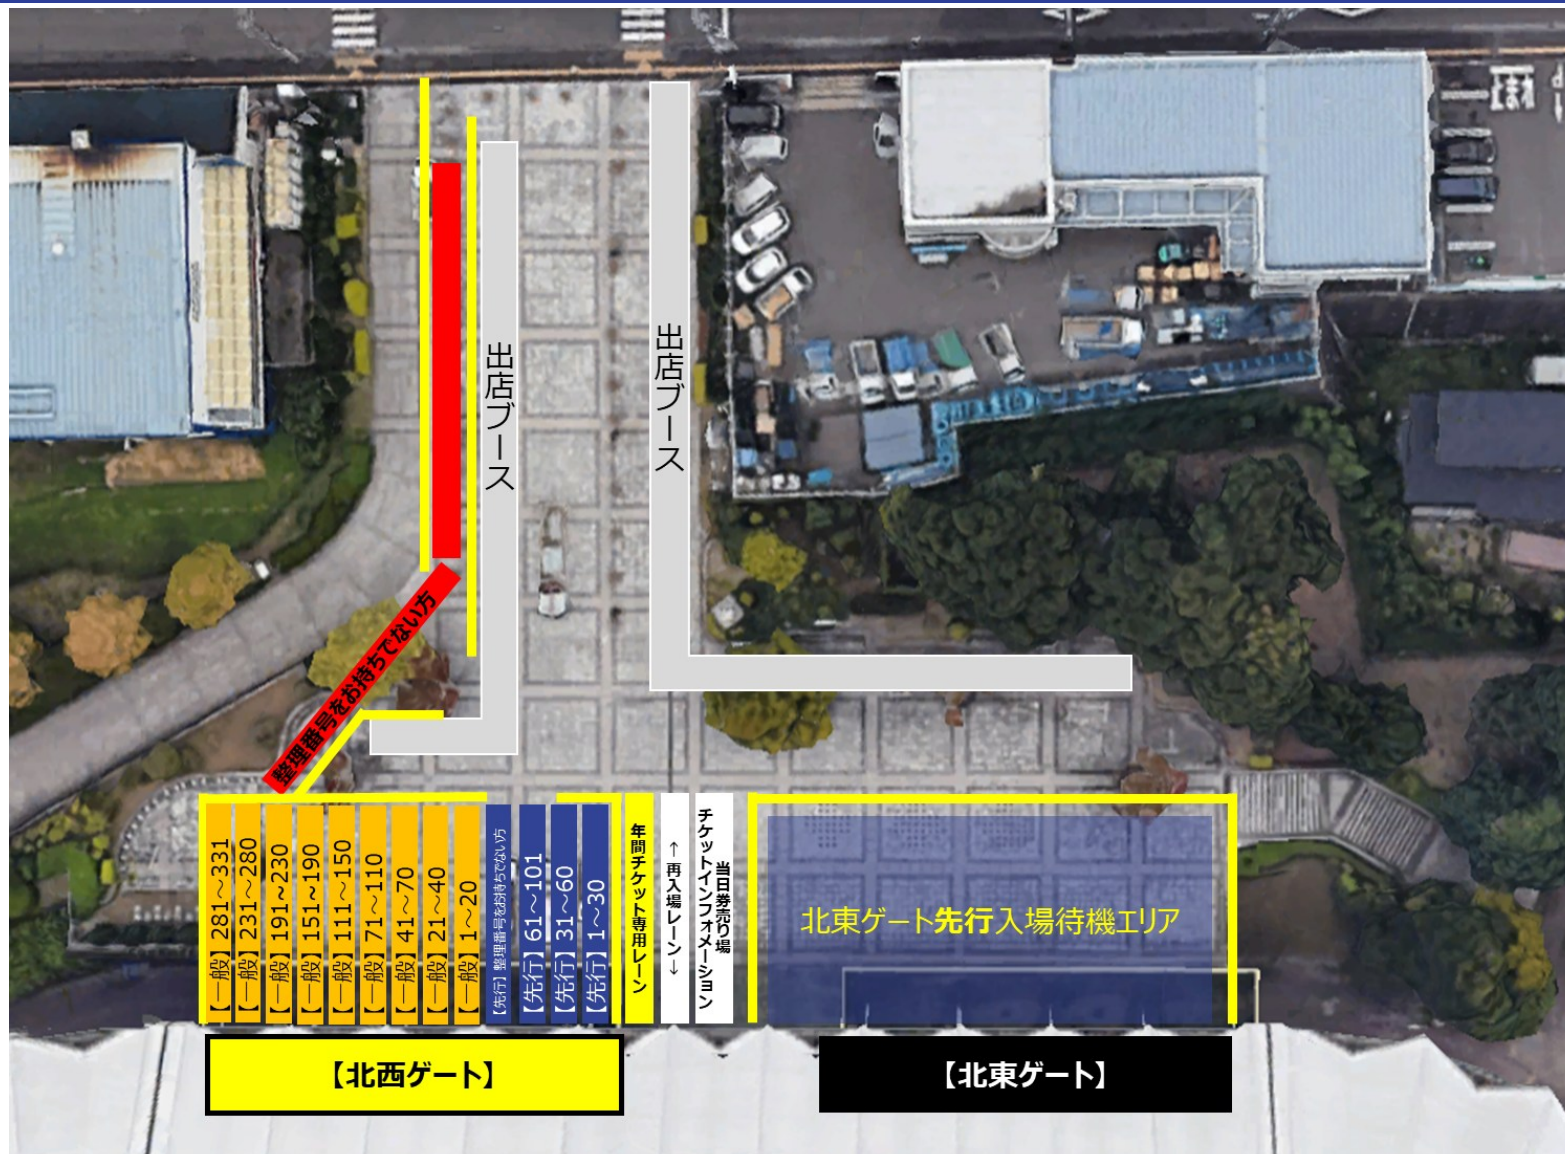 出店ブース
出店ブース
整理番号をお持ちでない方
【一般】281～331
【一般】231～280
【一般】191~230
【一般】151~190
【一般】111～150
【一般】71～110
【一般】41～70
【一般】21～40
【一般】1～20
【先行】整理番号をお持ちでない方
【先行】61～101
【先行】31～60
【先行】1～30
年間チケット専用レーン
←再入場レーン→
当日券売り場
チケットインフォメーション
北東ゲート先行入場待機エリア
【北西ゲート】
【北東ゲート】